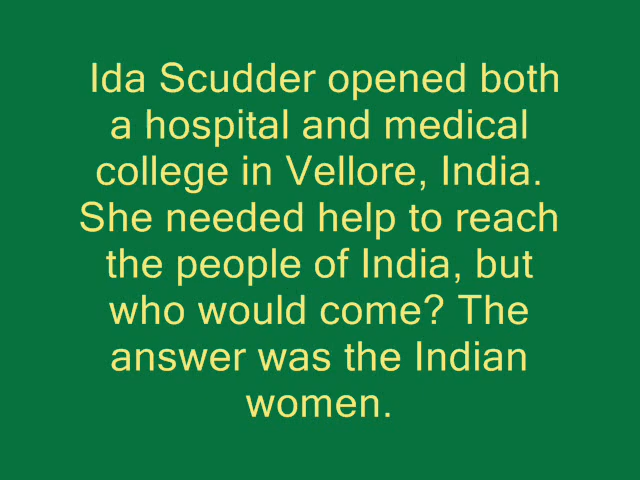 Ida Scudder opened both
a hospital and medical
college in Vellore, India.
She needed help to reach
the people of India, but
who would come? The
answer was the Indian
women.